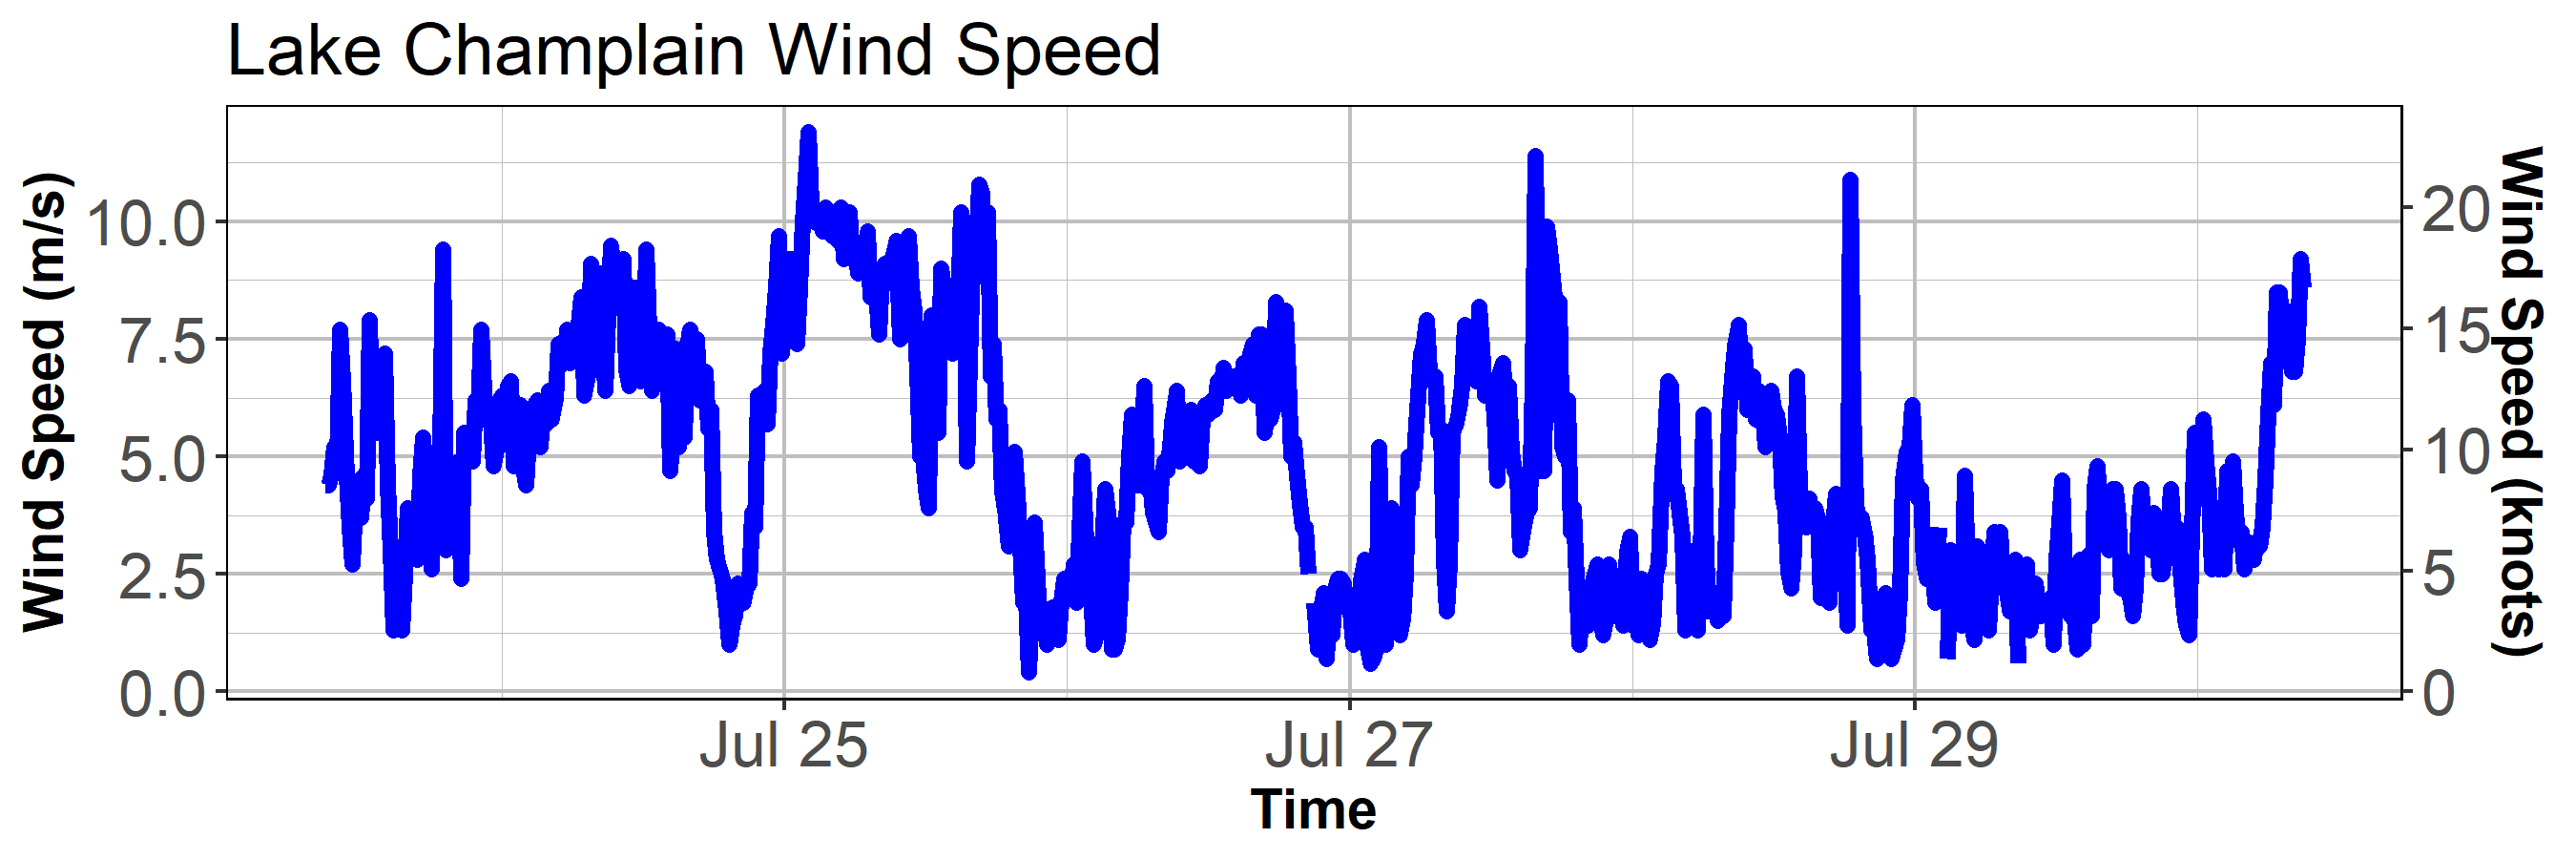 Lake Champlain Wind Speed
Wind Speed (m/s)
10.0
7.5
5.0
2.5
0.0
Wind Speed (knots)
20
15
10
5
0
Jul 25
Jul 27
Jul 29
Time